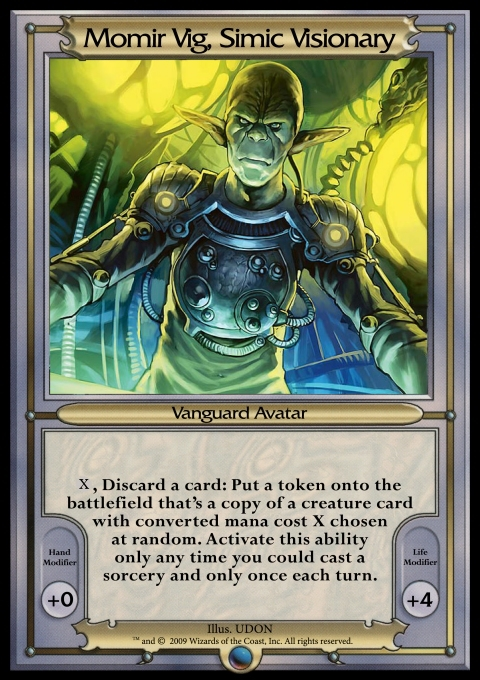 Momir Vig, Simic Visionary
Vanguard Avatar
X, Discard a card: Put a token onto the
battlefield that's a copy of a creature card
with converted mana cost X chosen
at random. Activate this ability
only any time you could cast a
sorcery and only once each turn.
Hand
Modifier
+0
Life
Modifier
+4
Illus. UDON
™ and © 2009 Wizards of the Coast, Inc. All rights reserved.